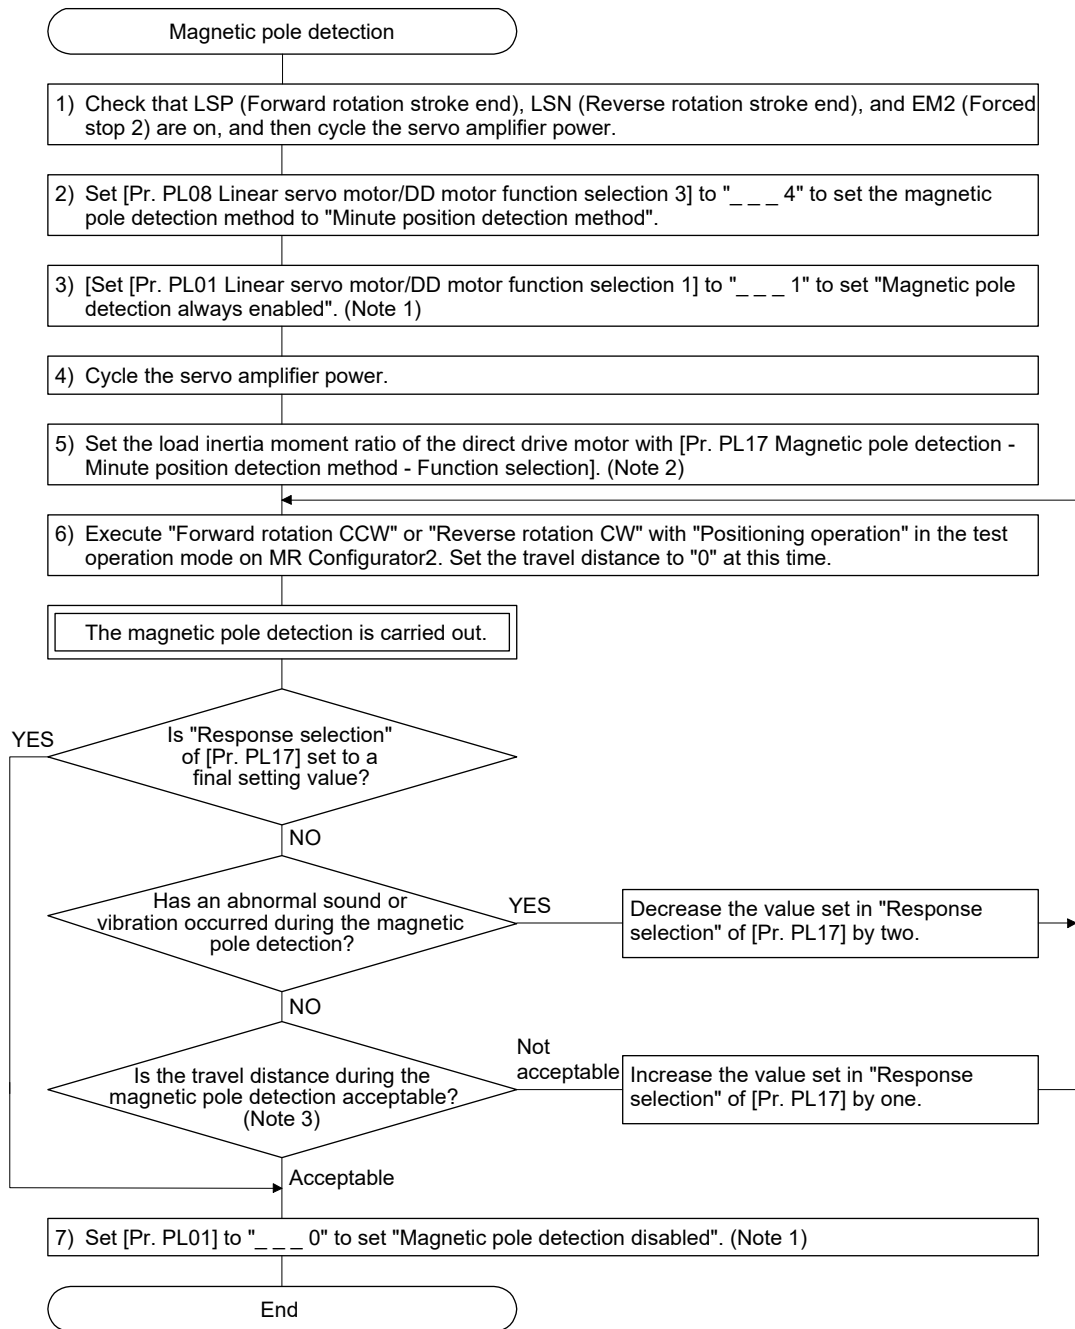 Magnetic pole detection
1) Check that LSP (Forward rotation stroke end), LSN (Reverse rotation stroke end), and EM2 (Forced
stop 2) are on, and then cycle the servo amplifier power.
2) Set [Pr. PL08 Linear servo motor/DD motor function selection 3] to "_ _ _ 4" to set the magnetic
pole detection method to "Minute position detection method".
3) [Set [Pr. PL01 Linear servo motor/DD motor function selection 1] to "_ _ _ 1" to set "Magnetic pole
detection always enabled". (Note 1)
4) Cycle the servo amplifier power.
5) Set the load inertia moment ratio of the direct drive motor with [Pr. PL17 Magnetic pole detection -
Minute position detection method - Function selection]. (Note 2)
6) Execute "Forward rotation CCW" or "Reverse rotation CW" with "Positioning operation" in the test
operation mode on MR Configurator2. Set the travel distance to "0" at this time.
The magnetic pole detection is carried out.
YES
Is "Response selection"
of [Pr. PL17] set to a
final setting value?
NO
Has an abnormal sound or
vibration occurred during the magnetic
pole detection?
YES
Decrease the value set in "Response
selection" of [Pr. PL17] by two.
NO
Is the travel distance during the
magnetic pole detection acceptable?
(Note 3)
Not
acceptable
Increase the value set in "Response
selection" of [Pr. PL17] by one.
Acceptable
7) Set [Pr. PL01] to "_ _ _ 0" to set "Magnetic pole detection disabled". (Note 1)
End